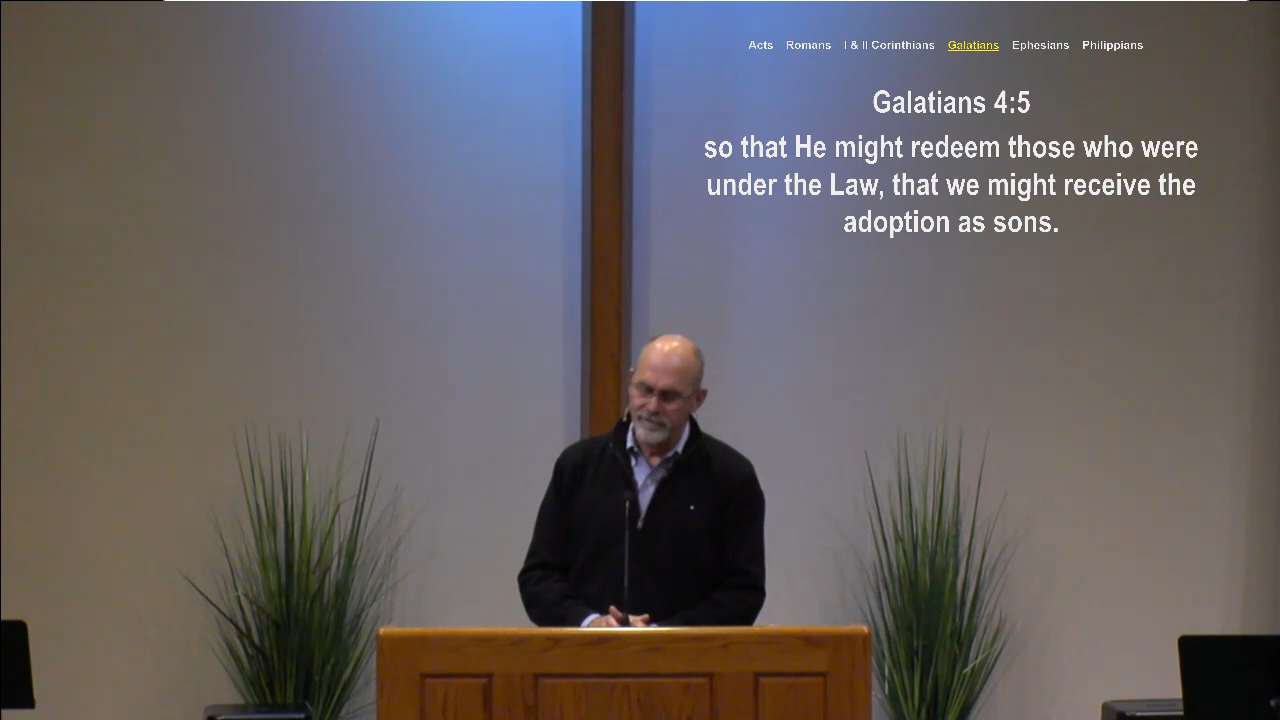 Acts Romans I & II Corinthians Galatians Ephesians Philippians
Galatians 4:5
so that He might redeem those who were
under the Law, that we might receive the
adoption as sons.